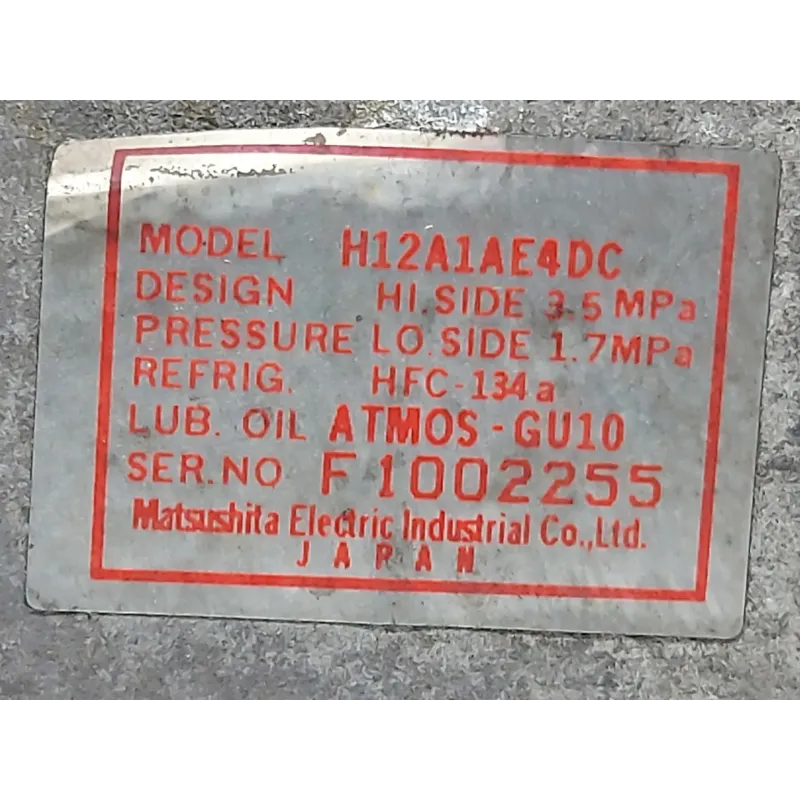 MODEL H12A1AE4DC
DESIGN HI.SIDE 3.5 MPa
PRESSURE LO.SIDE 1.7MPa
REFRIG. HFC-134a
LUB. OIL ATMOS-GU10
SER.NO F1002255
Matsushita Electric Industrial Co.,Ltd.
JAPAN